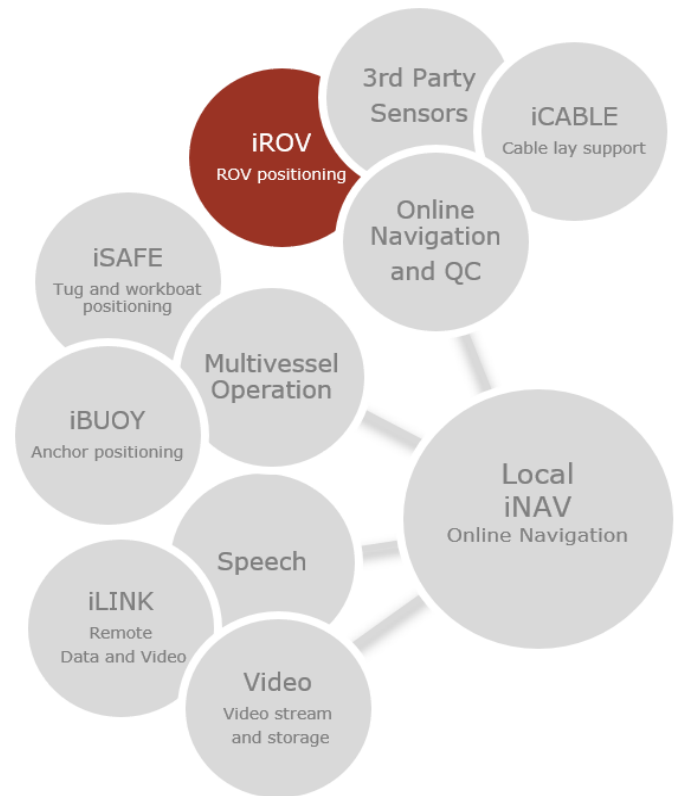 3rd Party
Sensors
iCABLE
Cable lay support
iROV
ROV positioning
Online
Navigation
and QC
iSAFE
Tug and workboat
positioning
Multivessel
Operation
iBUOY
Anchor positioning
Local
iNAV
Online Navigation
Speech
iLINK
Remote
Data and Video
Video
Video stream
and storage